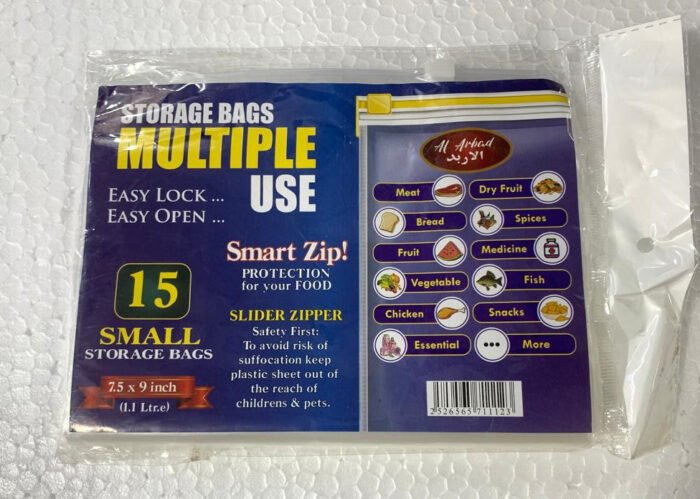 STORAGE BAGS
MULTIPLE
USE
EASY LOCK ...
EASY OPEN ...
Smart Zip!
PROTECTION
for your FOOD
15
SMALL
STORAGE BAGS
7.5 x 9 inch
(1.1 Ltr.e)
SLIDER ZIPPER
Safety First:
To avoid risk of
suffocation keep
plastic sheet out of
the reach of
childrens & pets.
Al Arbad
الاربد
Meat
Dry Fruit
Bread
Spices
Fruit
Medicine
Vegetable
Fish
Chicken
Snacks
Essential
More
2 526565 711123